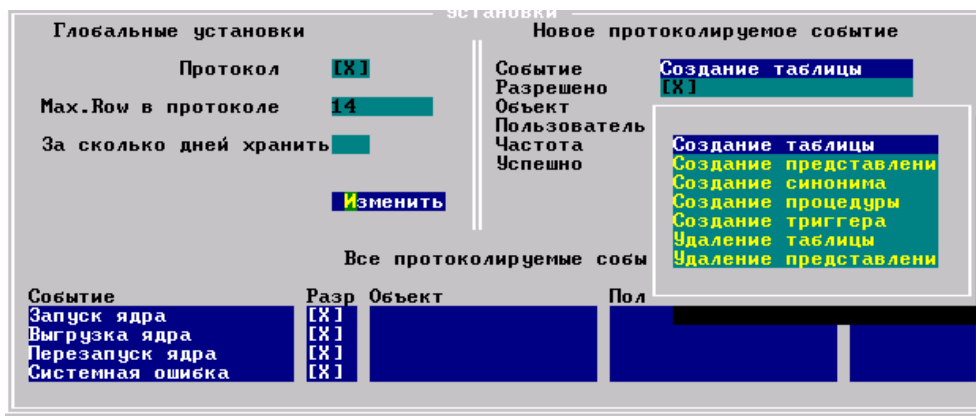 Установки
Глобальные установки
Новое протоколируемое событие
Протокол [X]
Событие Создание таблицы
Разрешено [X]
Max.Row в протоколе 14
Объект
Пользователь
За сколько дней хранить
Частота
Успешно
Создание таблицы
Создание представлени
Создание синонима
Создание процедуры
Создание триггера
Удаление таблицы
Удаление представлени
Изменить
Все протоколируемые собы
Событие Разр Объект Пол
Запуск ядра [X]
Выгрузка ядра [X]
Перезапуск ядра [X]
Системная ошибка [X]